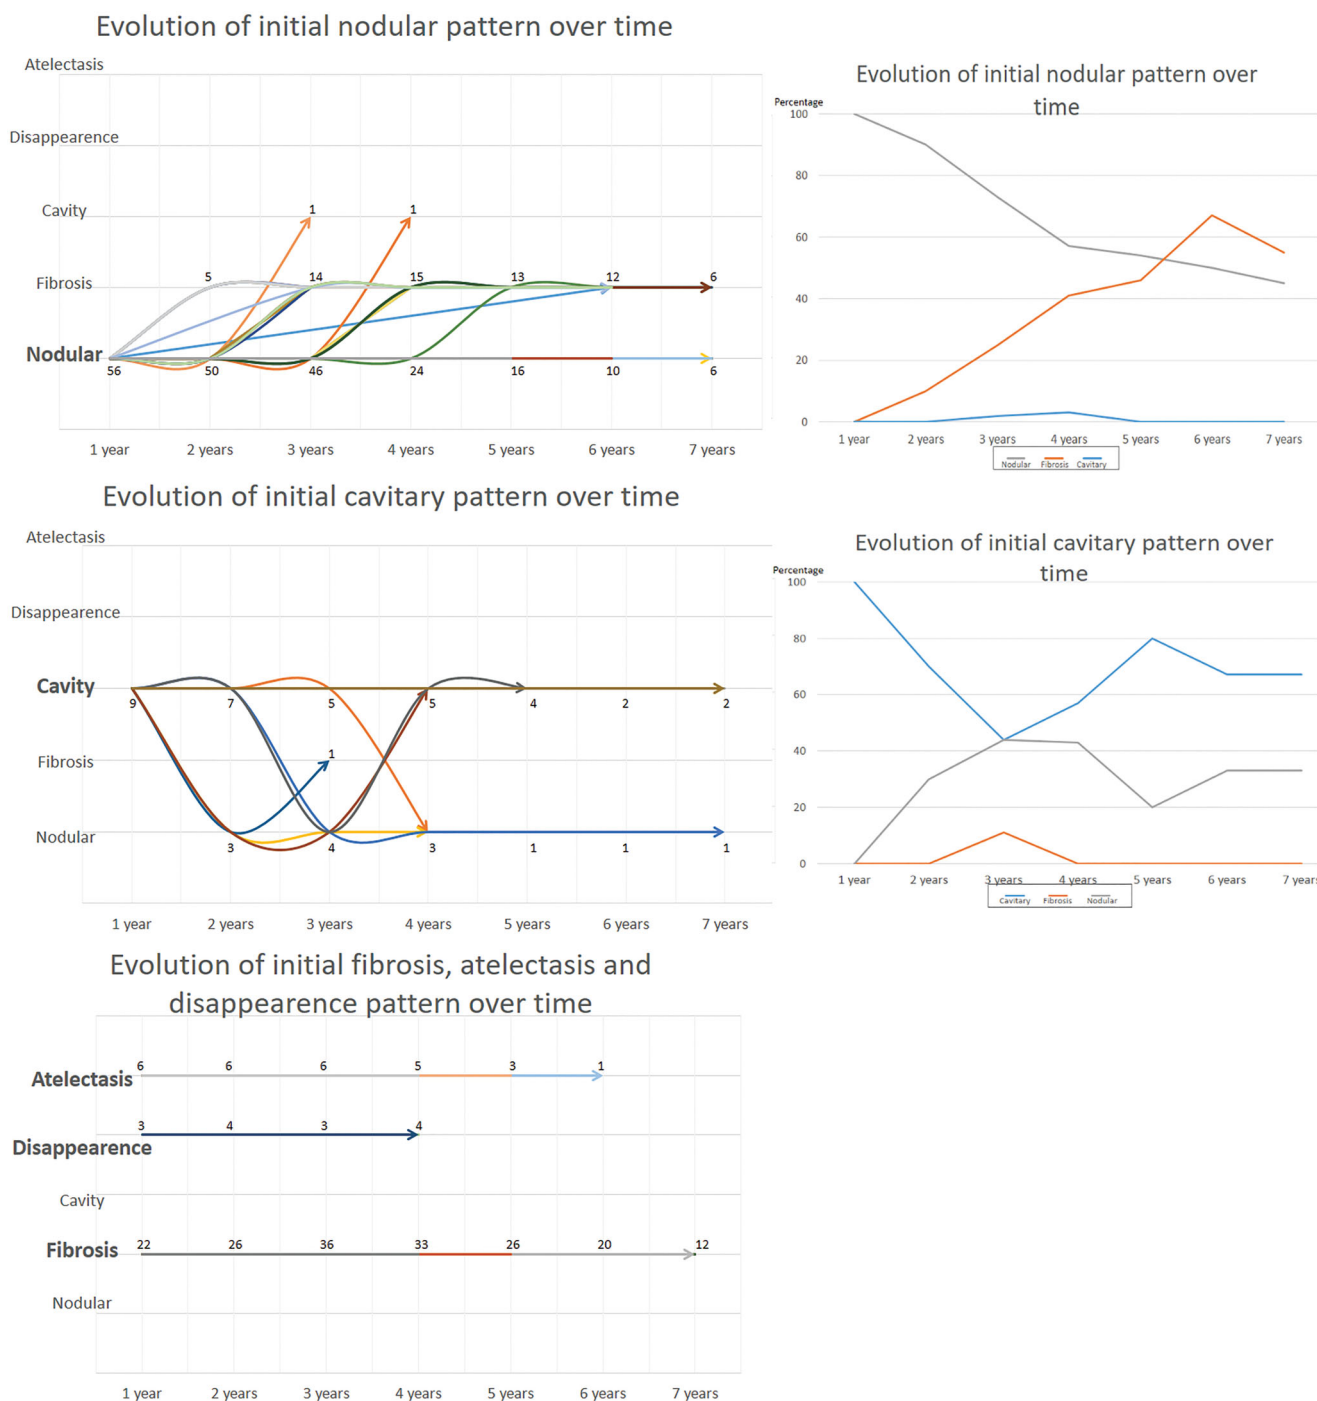 Evolution of initial nodular pattern over time
Atelectasis
Disappearence
Cavity
Fibrosis
Nodular
1
1
5
14
15
13
12
6
56
50
46
24
16
10
6
1 year
2 years
3 years
4 years
5 years
6 years
7 years
Evolution of initial nodular pattern over
time
Percentage
100
80
60
40
20
0
1 year
2 years
3 years
4 years
5 years
6 years
7 years
Nodular
Fibrosis
Cavitary
Evolution of initial cavitary pattern over time
Atelectasis
Disappearence
Cavity
Fibrosis
Nodular
9
7
5
5
4
2
2
1
3
4
3
1
1
1
1 year
2 years
3 years
4 years
5 years
6 years
7 years
Evolution of initial cavitary pattern over
time
Percentage
100
80
60
40
20
0
1 year
2 years
3 years
4 years
5 years
6 years
7 years
Cavitary
Fibrosis
Nodular
Evolution of initial fibrosis, atelectasis and
disappearence pattern over time
Atelectasis
6
6
6
5
3
1
Disappearence
3
4
3
4
Cavity
Fibrosis
22
26
36
33
26
20
12
Nodular
1 year
2 years
3 years
4 years
5 years
6 years
7 years